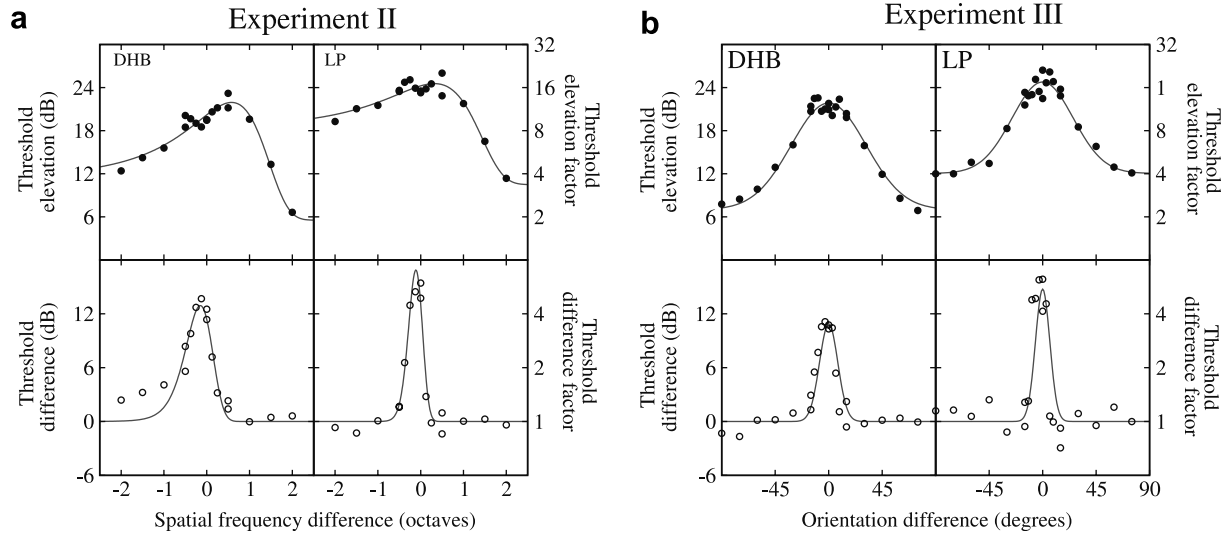 a
Experiment II
b
Experiment III
DHB
LP
DHB
LP
24
18
12
6
32
16
8
4
2
24
18
12
6
32
1
8
4
2
Threshold
elevation (dB)
Threshold
elevation factor
Threshold
elevation (dB)
Threshold
elevation factor
12
6
0
-6
4
2
1
12
6
0
-6
4
2
1
Threshold
difference (dB)
Threshold
difference factor
Threshold
difference (dB)
Threshold
difference factor
-2 -1 0 1 2 -2 -1 0 1 2
-45 0 45 -45 0 45 90
Spatial frequency difference (octaves)
Orientation difference (degrees)